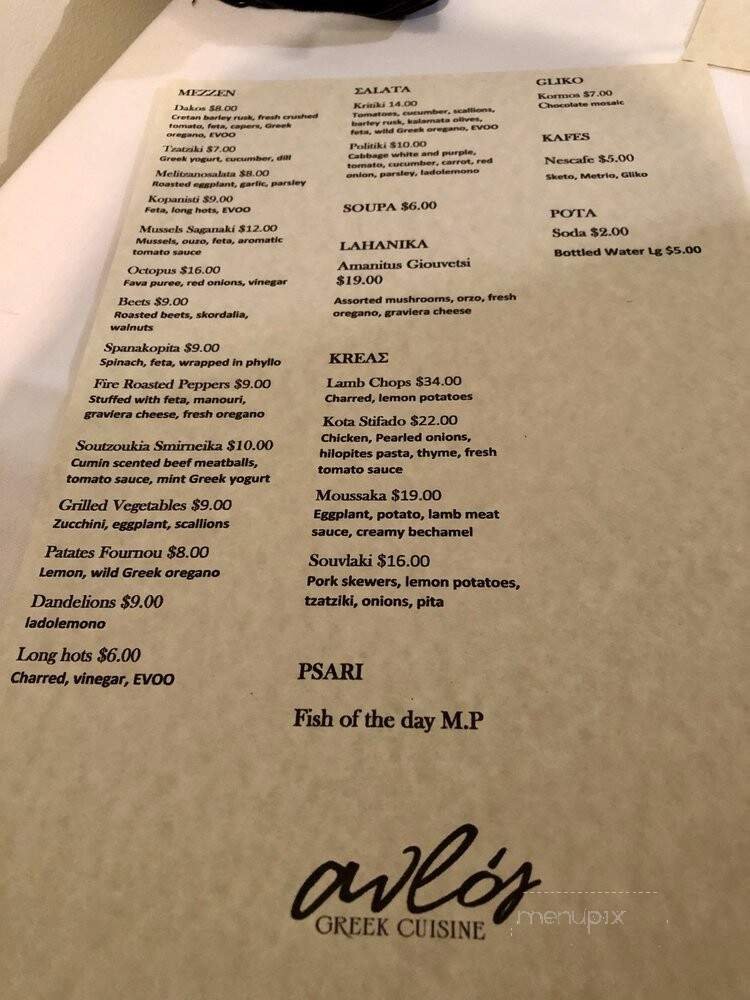 MEZZEN
Dakos $8.00
Cretan barley rusk, fresh crushed
tomato, feta, capers, Greek
oregano, EVOO
Tzatziki $7.00
Greek yogurt, cucumber, dill
Melitzanosalata $8.00
Roasted eggplant, garlic, parsley
Kopanisti $9.00
Feta, long hots, EVOO
Mussels Saganaki $12.00
Mussels, ouzo, feta, aromatic
tomato sauce
Octopus $16.00
Fava puree, red onions, vinegar
Beets $9.00
Roasted beets, skordalia,
walnuts
Spanakopita $9.00
Spinach, feta, wrapped in phyllo
Fire Roasted Peppers $9.00
Stuffed with feta, manouri,
graviera cheese, fresh oregano
Soutzoukia Smirneika $10.00
Cumin scented beef meatballs,
tomato sauce, mint Greek yogurt
Grilled Vegetables $9.00
Zucchini, eggplant, scallions
Patates Fournou $8.00
Lemon, wild Greek oregano
Dandelions $9.00
ladolemono
Long hots $6.00
Charred, vinegar, EVOO
ΣALATA
Kritiki 14.00
Tomatoes, cucumber, scallions,
barley rusk, kalamata olives,
feta, wild Greek oregano, EVOO
Politiki $10.00
Cabbage white and purple,
tomato, cucumber, carrot, red
onion, parsley, ladolemono
SOUPA $6.00
LAHANIKA
Amanitus Giouvetsi
$19.00
Assorted mushrooms, orzo, fresh
oregano, graviera cheese
KREAΣ
Lamb Chops $34.00
Charred, lemon potatoes
Kota Stifado $22.00
Chicken, Pearled onions,
hilopites pasta, thyme, fresh
tomato sauce
Moussaka $19.00
Eggplant, potato, lamb meat
sauce, creamy bechamel
Souvlaki $16.00
Pork skewers, lemon potatoes,
tzatziki, onions, pita
PSARI
Fish of the day M.P
GLIKO
Kormos $7.00
Chocolate mosaic
KAFES
Nescafe $5.00
Sketo, Metrio, Gliko
POTA
Soda $2.00
Bottled Water Lg $5.00
avlós
GREEK CUISINE
menupix